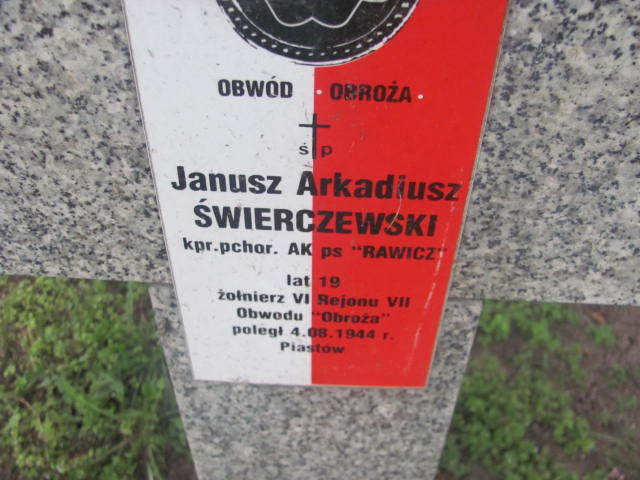 OBWÓD · OBROŻA ·
ś p
Janusz Arkadiusz
ŚWIERCZEWSKI
kpr.pchor. AK ps "RAWICZ"
lat 19
żołnierz VI Rejonu VII
Obwodu "Obroża"
poległ 4.08.1944 r.
Piastów